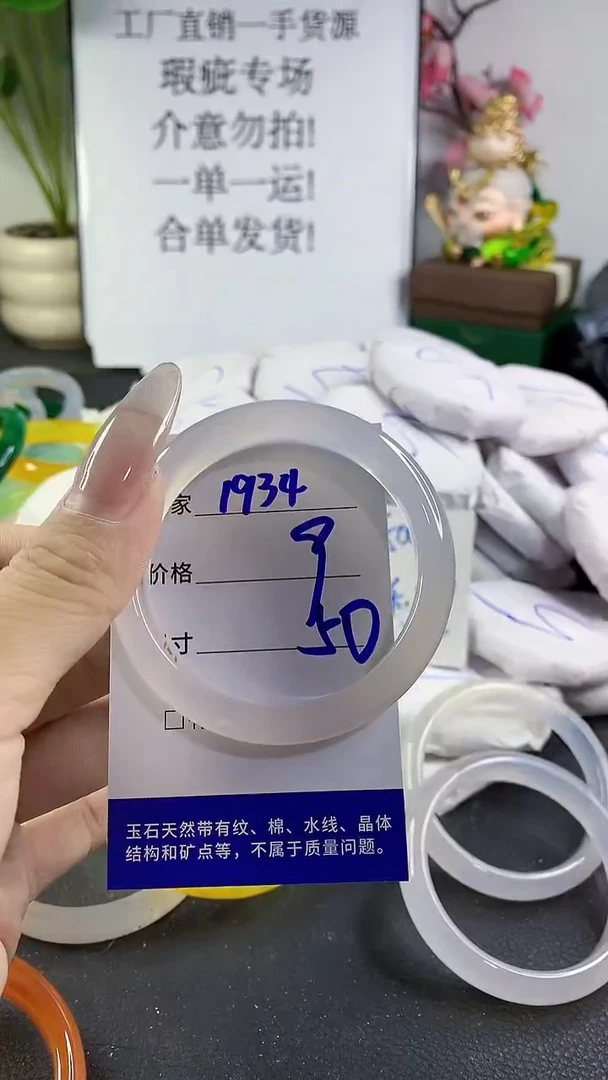 工厂直销一手货源
瑕疵专场
介意勿拍!
一单一运!
合单发货!
家 1934
价格 9
寸 50
玉石天然带有纹、棉、水线、晶体
结构和矿点等，不属于质量问题。